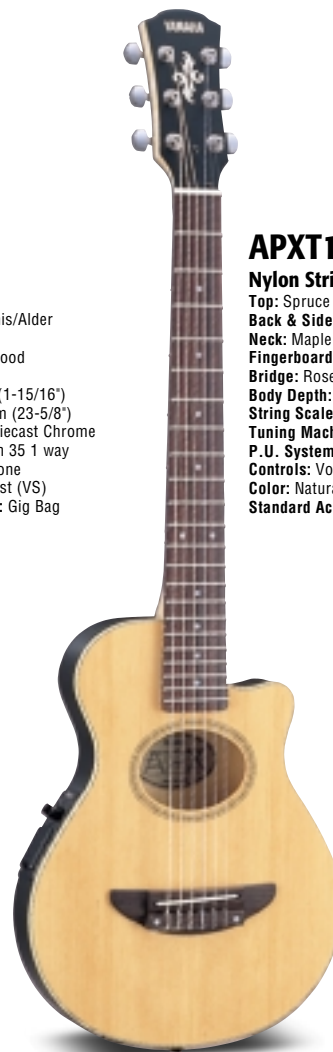 YAMAHA
is/Alder
ood
(1-15/16")
m (23-5/8")
iecast Chrome
n 35 1 way
one
st (VS)
: Gig Bag
APXT1
Nylon Stri
Top: Spruce
Back & Side
Neck: Maple
Fingerboard
Bridge: Rose
Body Depth:
String Scale
Tuning Mach
P.U. System
Controls: Vo
Color: Natura
Standard Ac
APX